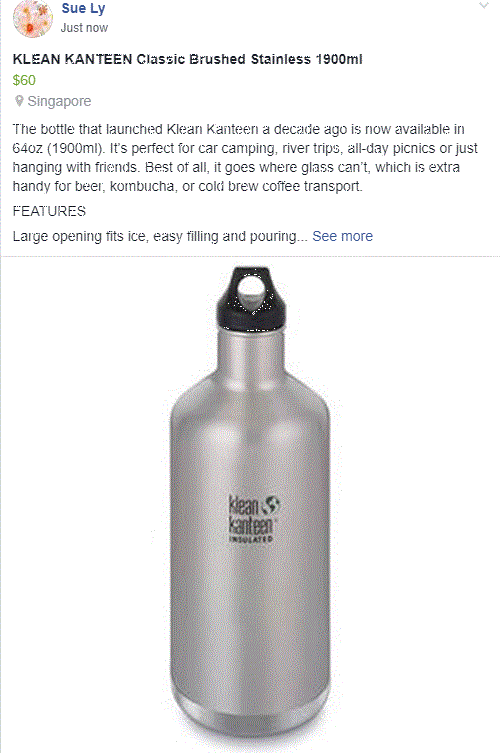 Sue Ly
Just now
KLEAN KANTEEN Classic Brushed Stainless 1900ml
$60
Singapore
The bottle that launched Klean Kanteen a decade ago is now available in
64oz (1900ml). It's perfect for car camping, river trips, all-day picnics or just
hanging with friends. Best of all, it goes where glass can't, which is extra
handy for beer, kombucha, or cold brew coffee transport.
FEATURES
Large opening fits ice, easy filling and pouring... See more
klean
kanteen
INSULATED